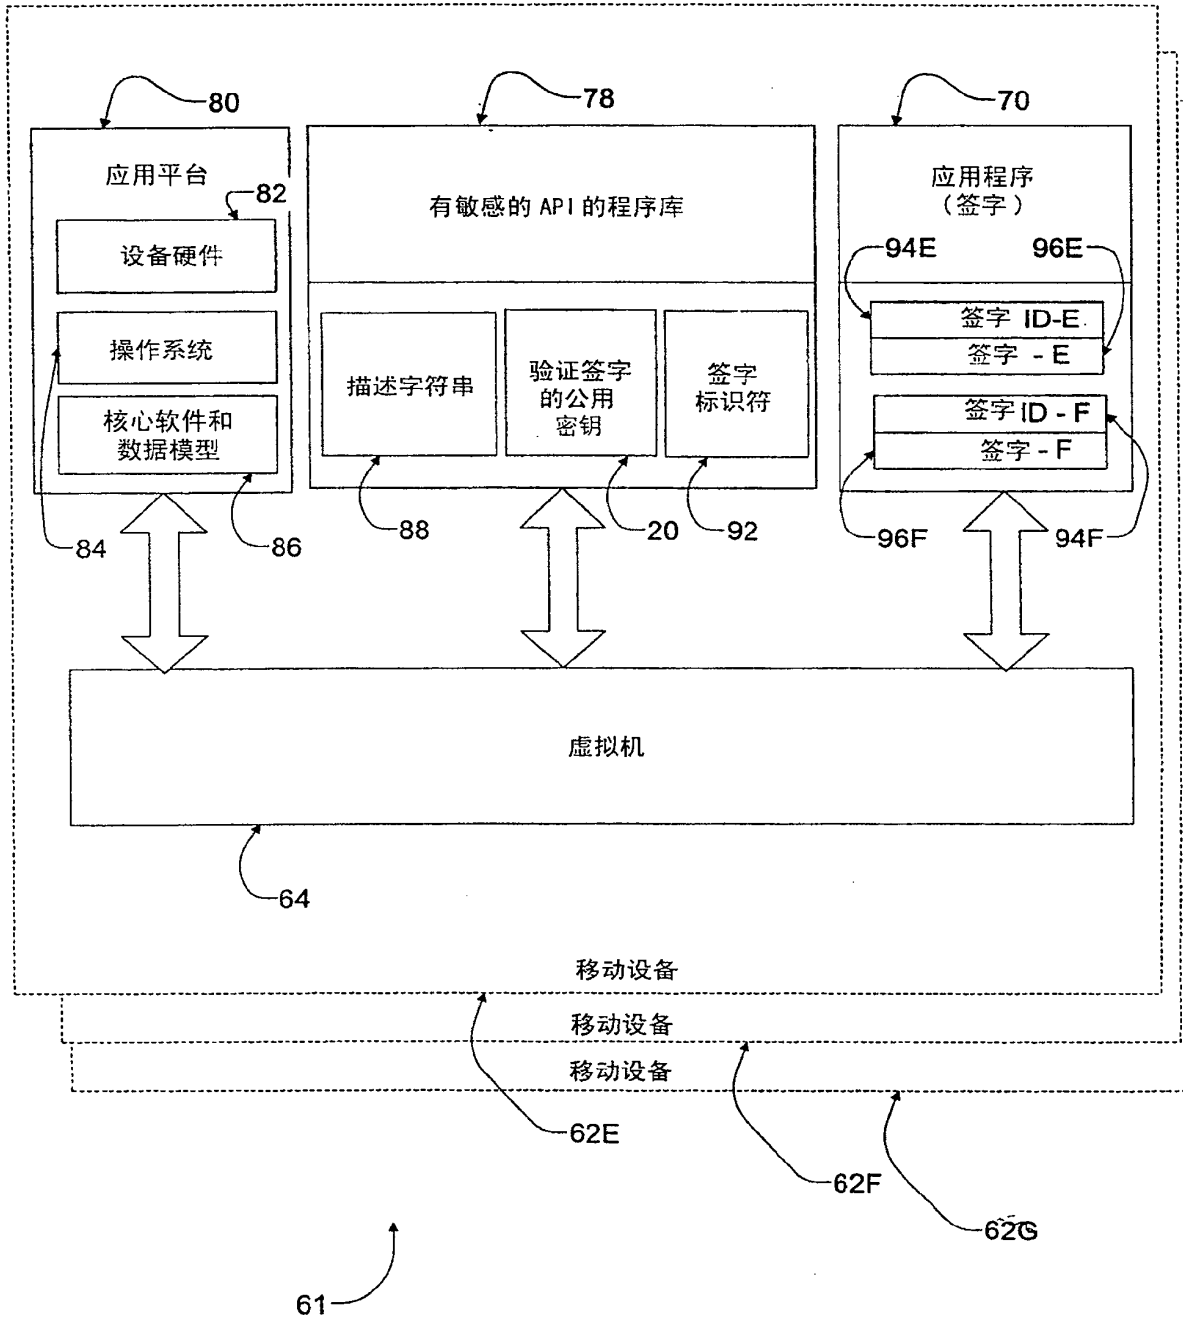 80
78
70
应用平台
82
设备硬件
操作系统
核心软件和
数据模型
84
86
有敏感的 API 的程序库
描述字符串
验证签字
的公用
密钥
签字
标识符
88
20
92
应用程序
（签字）
94E
96E
签字 ID-E
签字 - E
签字 ID - F
签字 - F
96F
94F
虚拟机
64
移动设备
移动设备
移动设备
62E
62F
62G
61